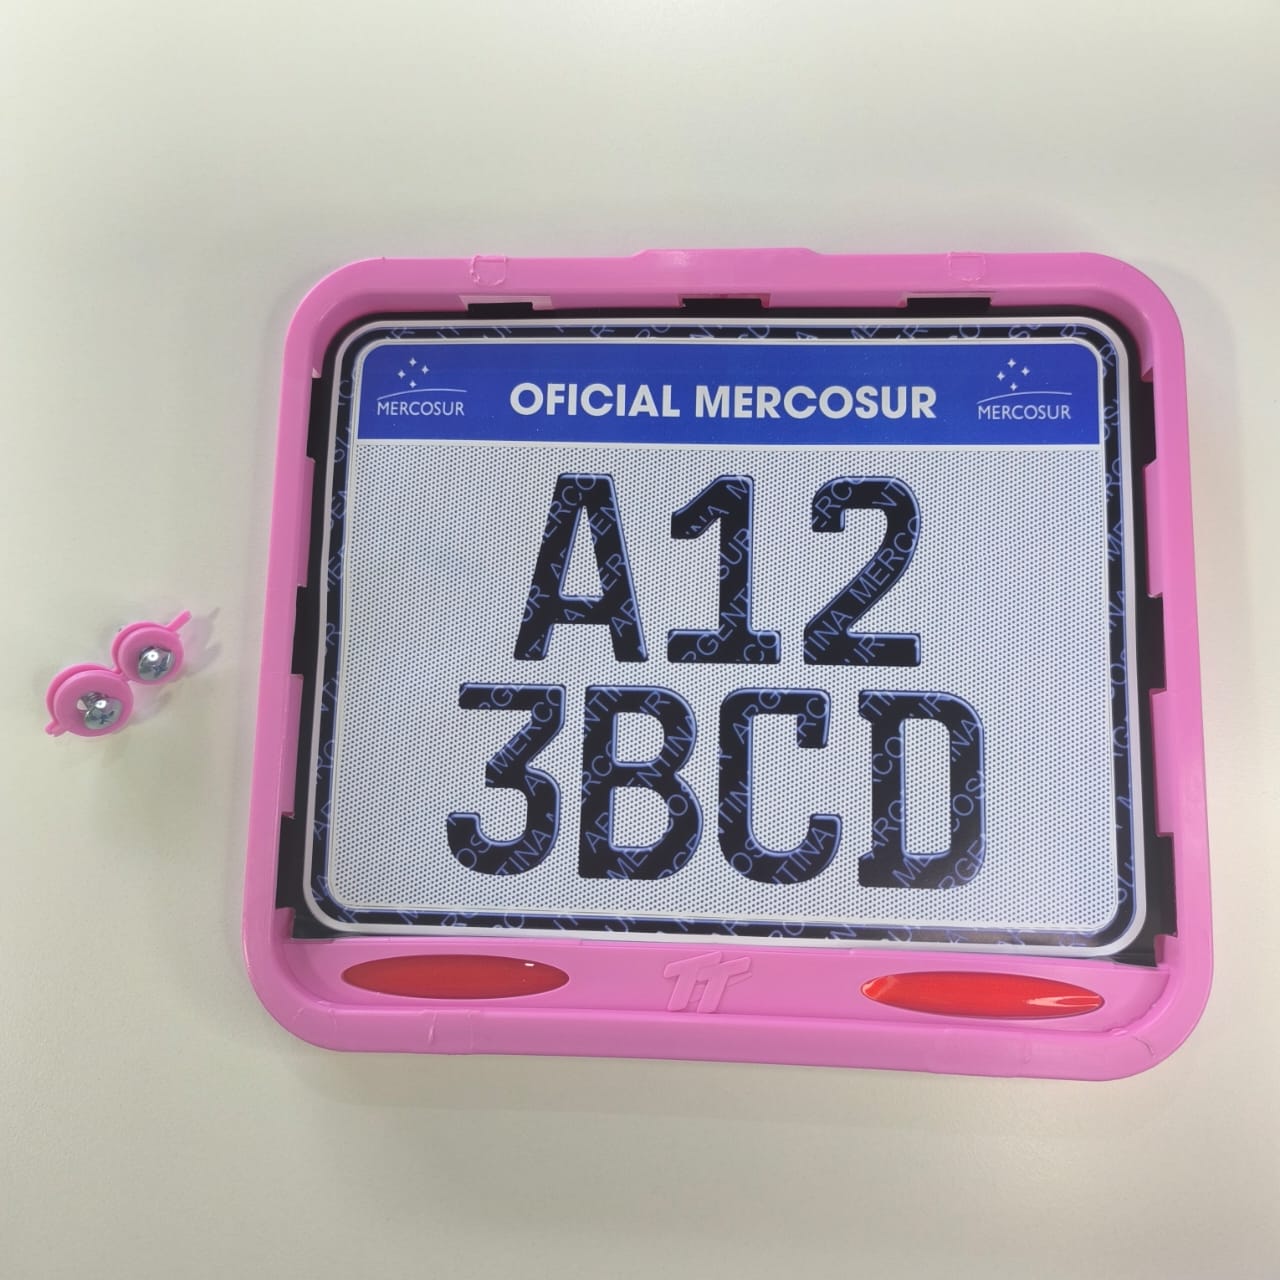 MERCOSUR OFICIAL MERCOSUR MERCOSUR
A12
3BCD
TT